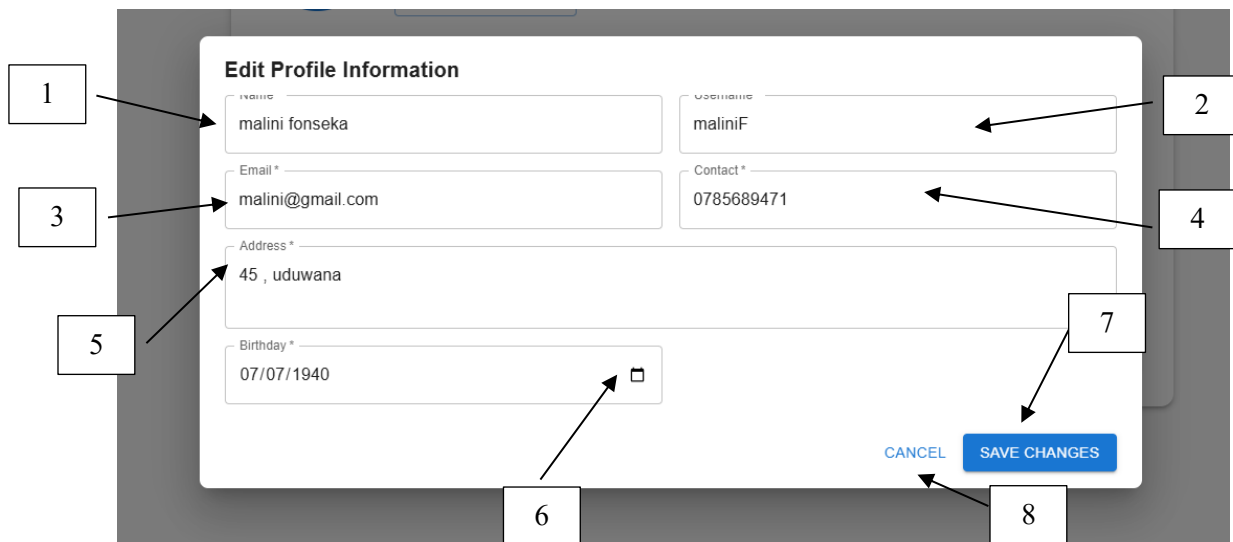 Edit Profile Information
1
Name
Username
2
malini fonseka
maliniF
Email *
Contact *
3
malini@gmail.com
0785689471
4
Address *
45 , uduwana
5
7
Birthday *
07/07/1940
CANCEL
SAVE CHANGES
6
8